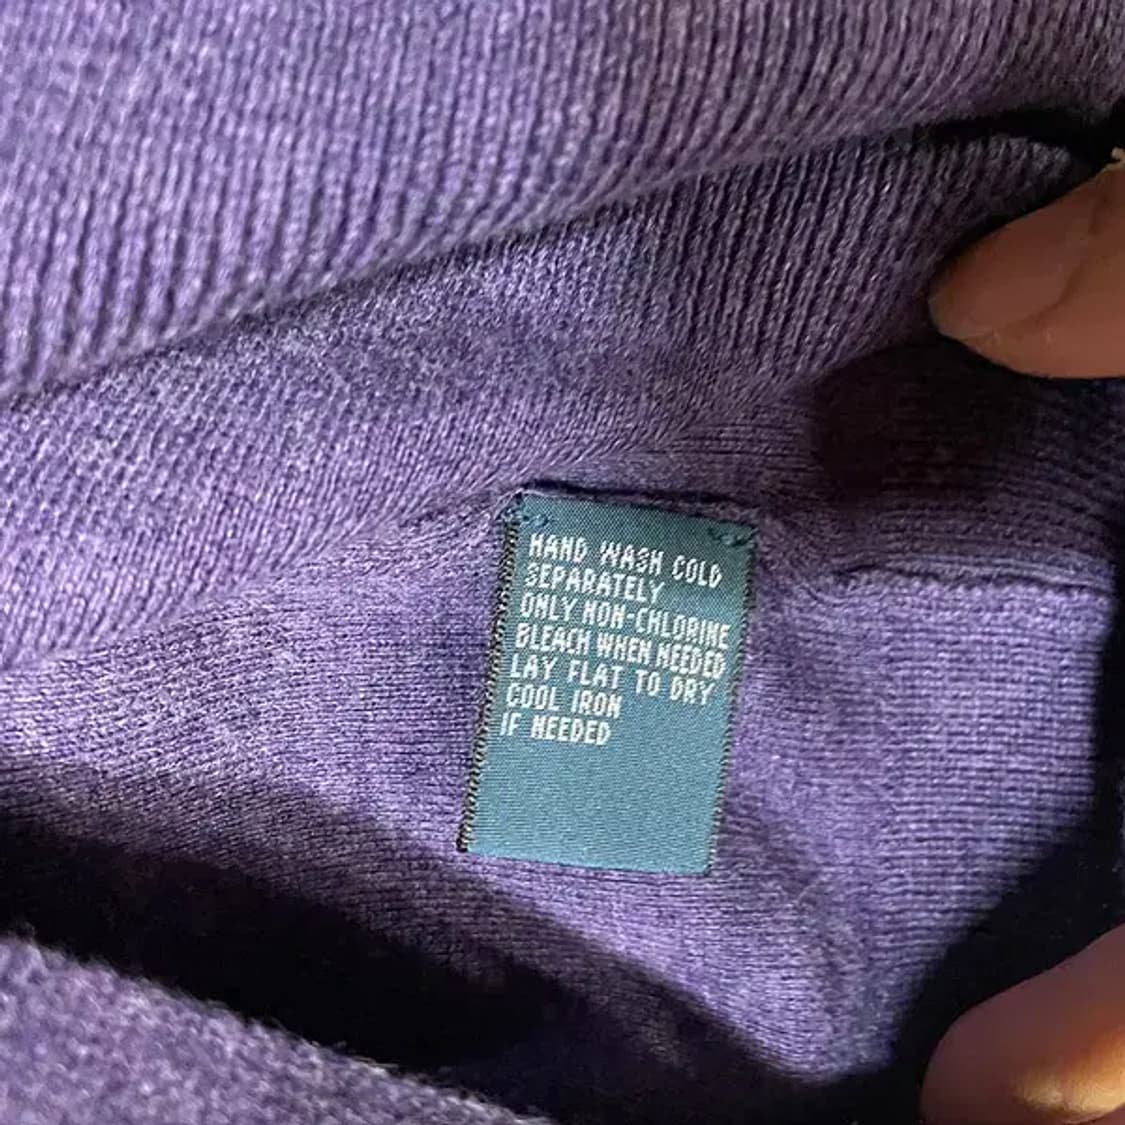 HAND WASH COLD
SEPARATELY
ONLY NON-CHLORINE
BLEACH WHEN NEEDED
LAY FLAT TO DRY
COOL IRON
IF NEEDED